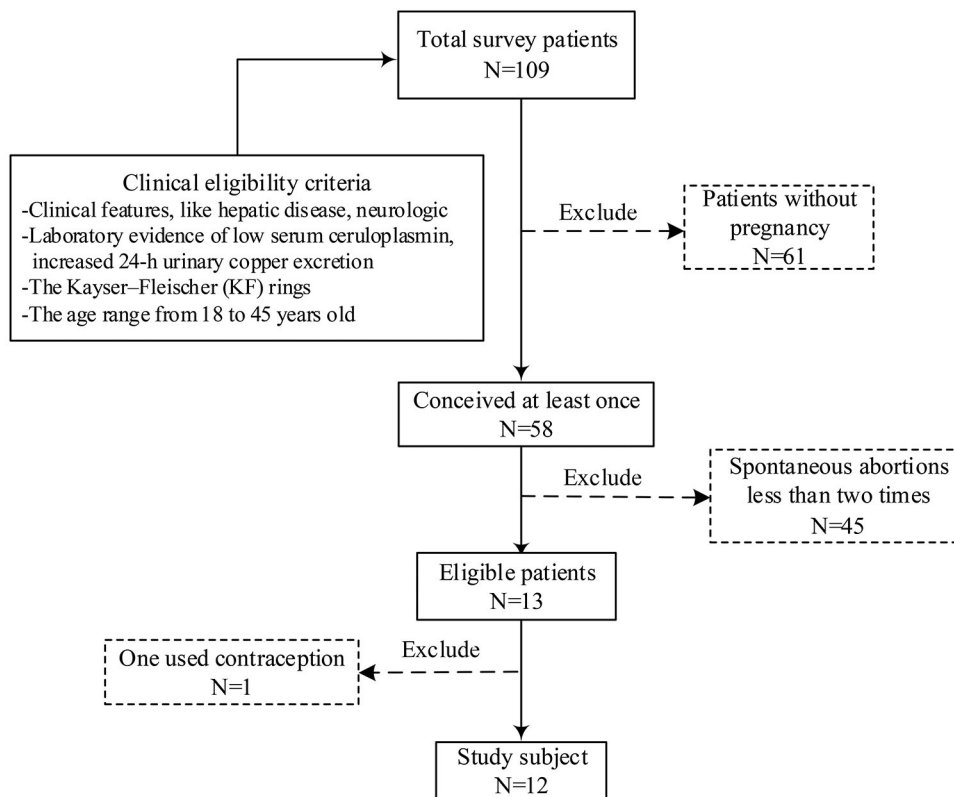 Total survey patients
N=109
Clinical eligibility criteria
-Clinical features, like hepatic disease, neurologic
-Laboratory evidence of low serum ceruloplasmin,
increased 24-h urinary copper excretion
-The Kayser–Fleischer (KF) rings
-The age range from 18 to 45 years old
Exclude
Patients without
pregnancy
N=61
Conceived at least once
N=58
Exclude
Spontaneous abortions
less than two times
N=45
Eligible patients
N=13
Exclude
One used contraception
N=1
Study subject
N=12